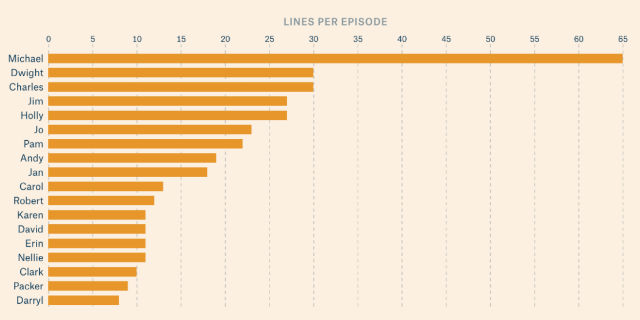 LINES PER EPISODE
0 5 10 15 20 25 30 35 40 45 50 55 60 65
Michael
Dwight
Charles
Jim
Holly
Jo
Pam
Andy
Jan
Carol
Robert
Karen
David
Erin
Nellie
Clark
Packer
Darryl